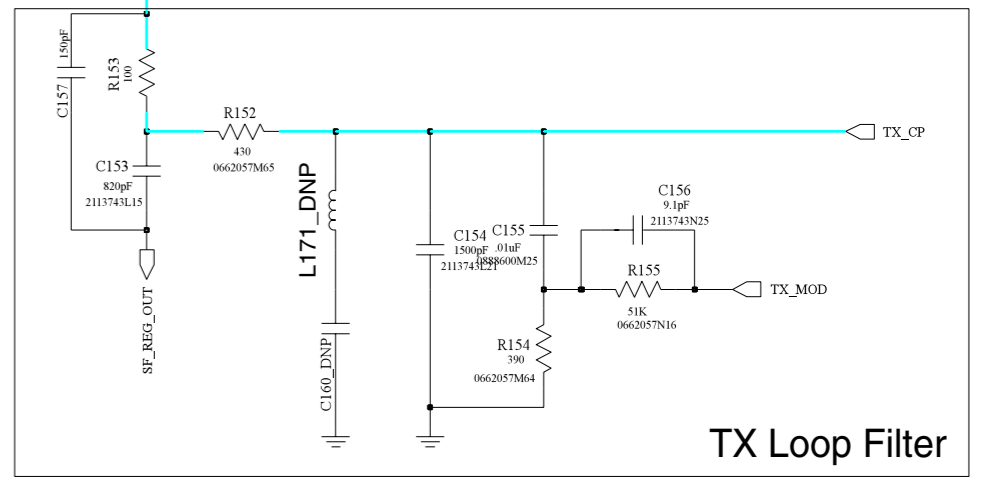 150pF
C157
R153
100
R152
430
0662057M65
TX_CP
C153
820pF
2113743L15
SF_REG_OUT
L171_DNP
C160_DNP
C154
1500pF
2113743L21
C155
.01uF
0888600M25
C156
9.1pF
2113743N25
R155
51K
0662057N16
TX_MOD
R154
390
0662057M64
TX Loop Filter